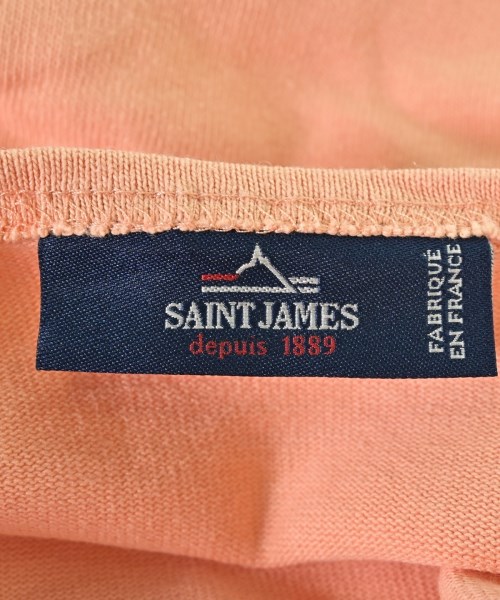 SAINT JAMES
depuis 1889
FABRIQUÉ
EN FRANCE